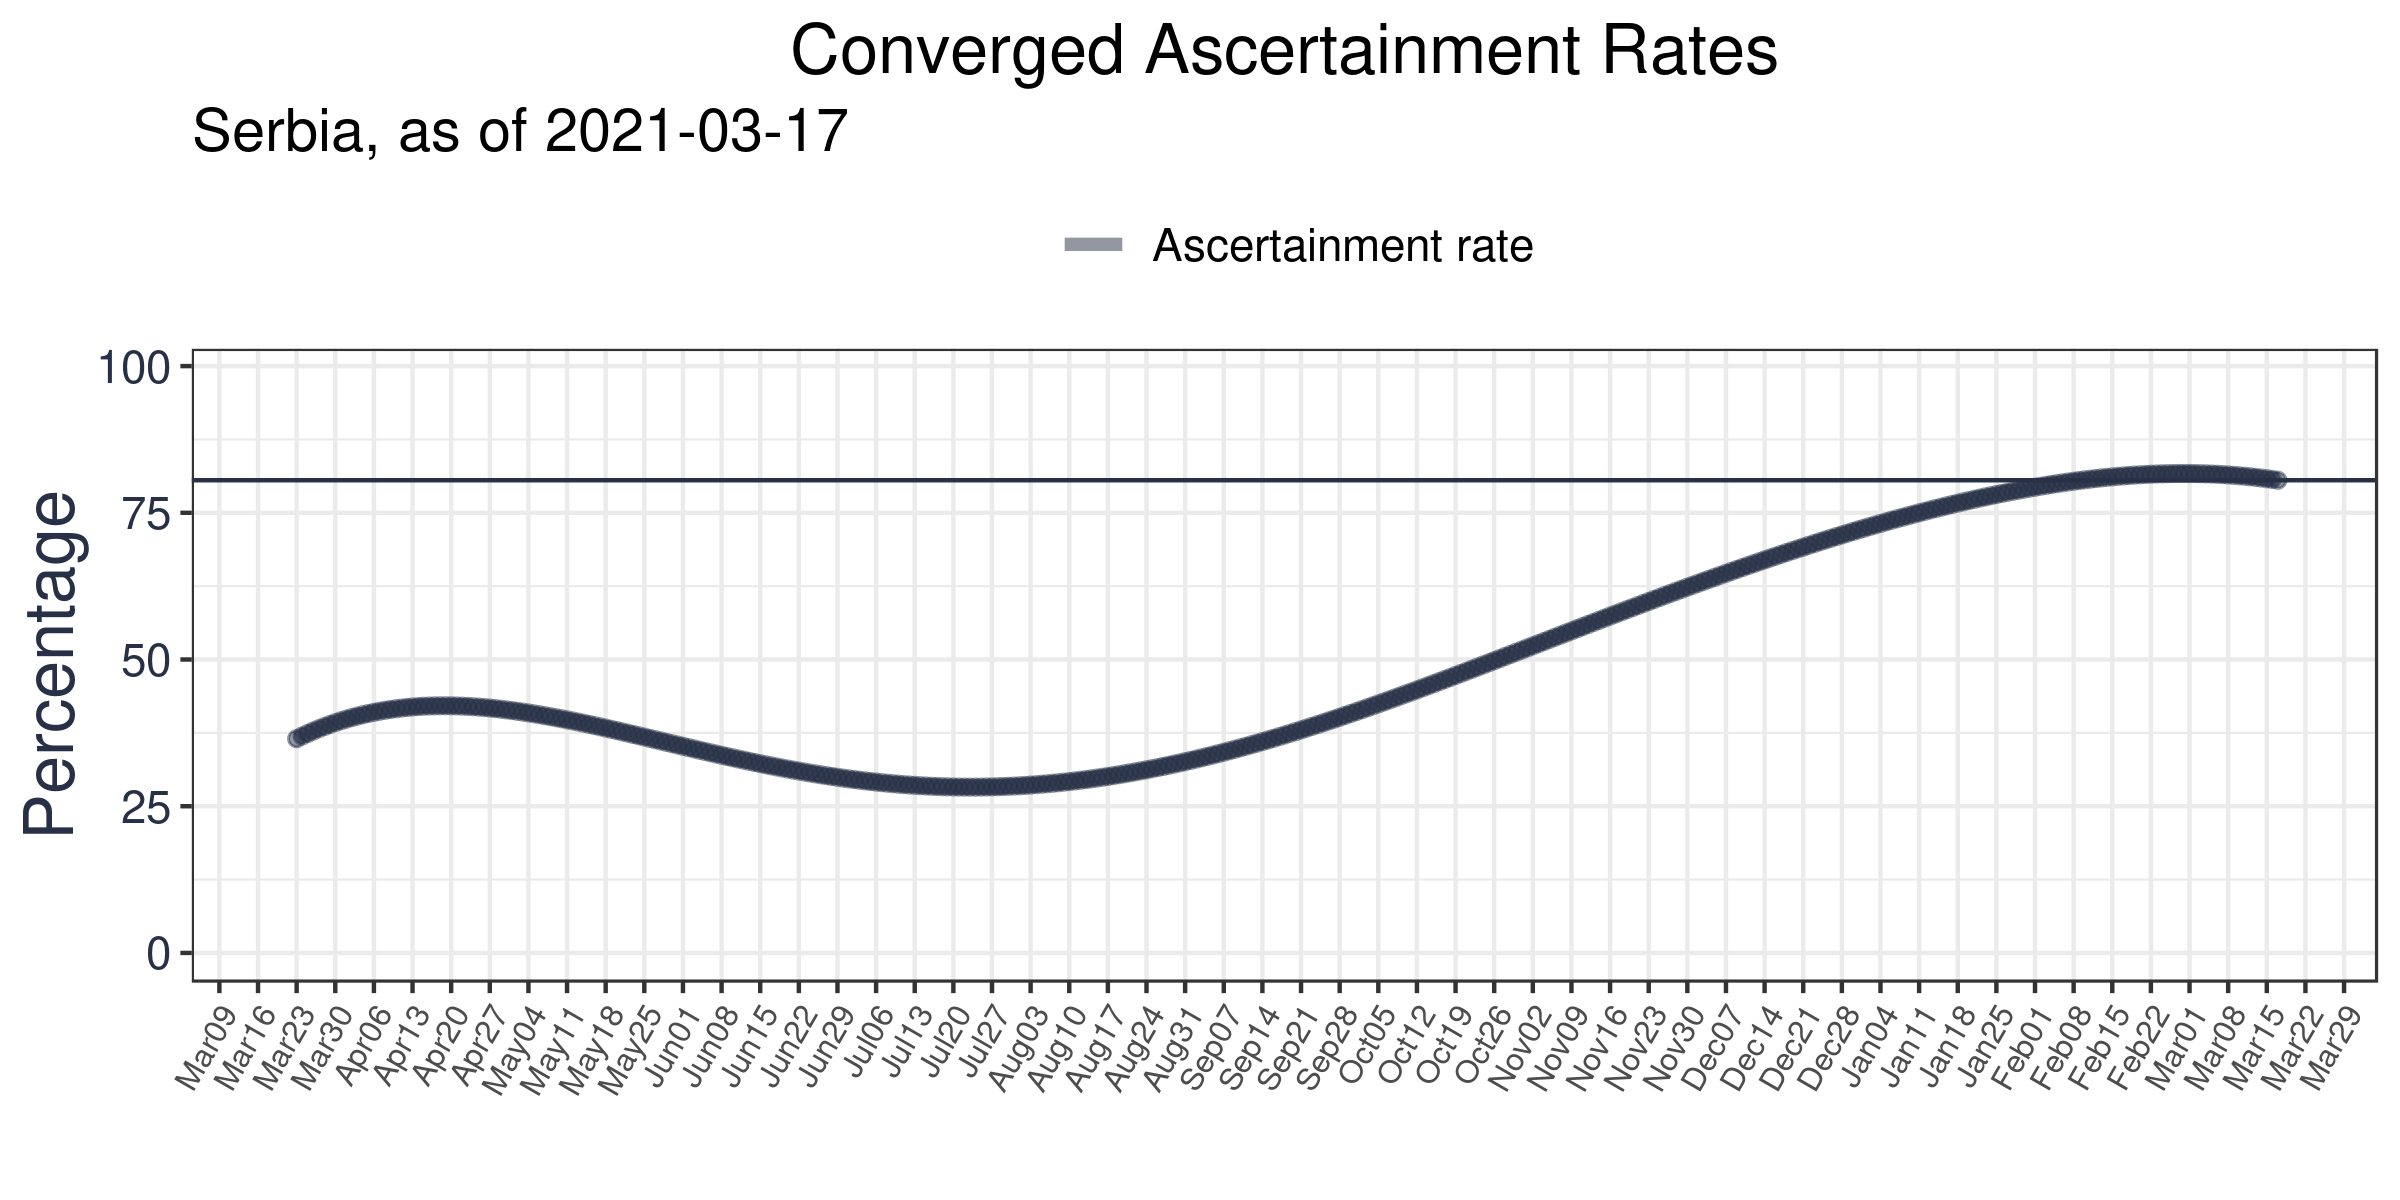 Converged Ascertainment Rates
Serbia, as of 2021-03-17
Ascertainment rate
Percentage
100
75
50
25
0
Mar09 Mar16 Mar23 Mar30 Apr06 Apr13 Apr20 Apr27 May04 May11 May18 May25 Jun01 Jun08 Jun15 Jun22 Jun29 Jul06 Jul13 Jul20 Jul27 Aug03 Aug10 Aug17 Aug24 Aug31 Sep07 Sep14 Sep21 Sep28 Oct05 Oct12 Oct19 Oct26 Nov02 Nov09 Nov16 Nov23 Nov30 Dec07 Dec14 Dec21 Dec28 Jan04 Jan11 Jan18 Jan25 Feb01 Feb08 Feb15 Feb22 Mar01 Mar08 Mar15 Mar22 Mar29